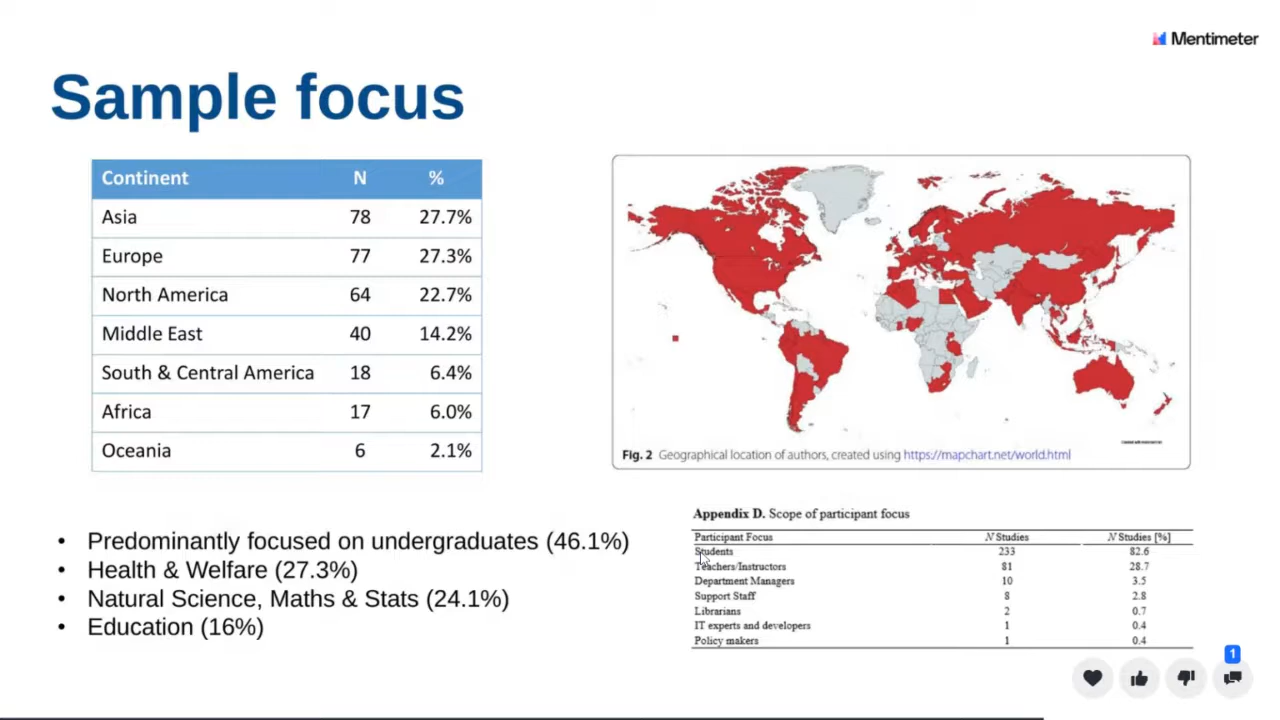 Mentimeter
Sample focus
Continent N %
Asia 78 27.7%
Europe 77 27.3%
North America 64 22.7%
Middle East 40 14.2%
South & Central America 18 6.4%
Africa 17 6.0%
Oceania 6 2.1%
Fig. 2 Geographical location of authors, created using https://mapchart.net/world.html
• Predominantly focused on undergraduates (46.1%)
• Health & Welfare (27.3%)
• Natural Science, Maths & Stats (24.1%)
• Education (16%)
Appendix D. Scope of participant focus
Participant Focus N Studies N Studies [%]
Students 233 82.6
Teachers/Instructors 81 28.7
Department Managers 10 3.5
Support Staff 8 2.8
Librarians 2 0.7
IT experts and developers 1 0.4
Policy makers 1 0.4
1